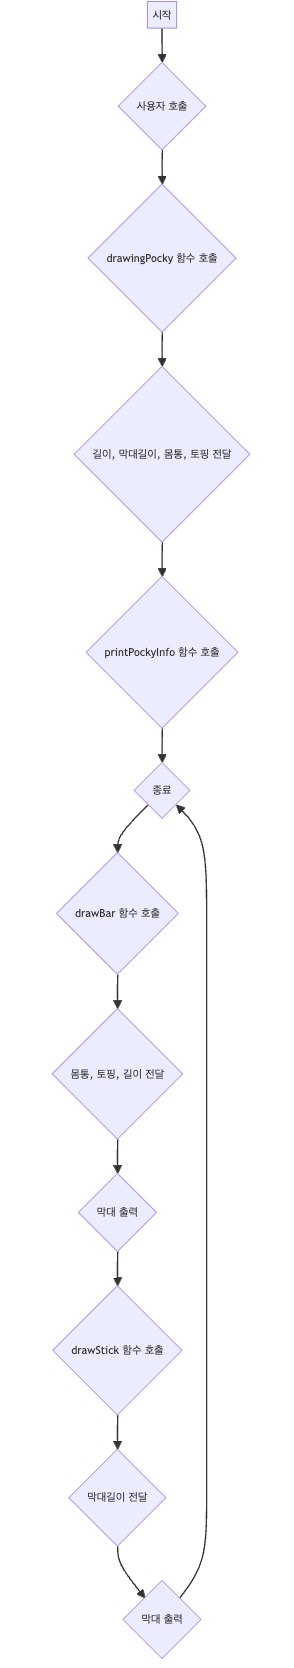 시작
사용자 호출
drawingPocky 함수 호출
길이, 막대길이, 몸통, 토핑 전달
printPockyInfo 함수 호출
종료
drawBar 함수 호출
몸통, 토핑, 길이 전달
막대 출력
drawStick 함수 호출
막대길이 전달
막대 출력